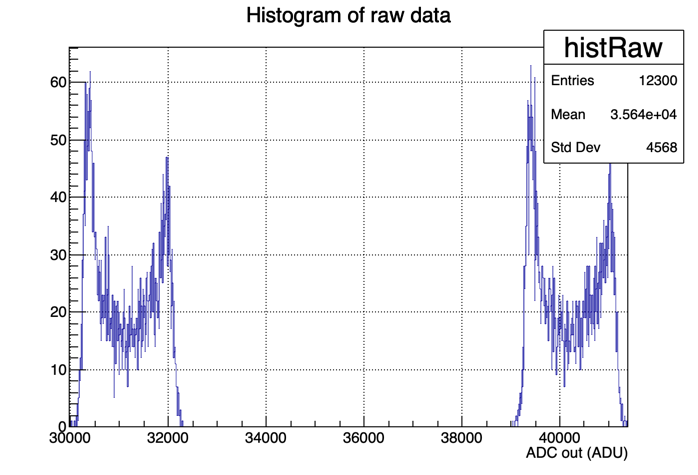 Histogram of raw data
histRaw
Entries 12300
Mean 3.564e+04
Std Dev 4568
60
50
40
30
20
10
0
30000 32000 34000 36000 38000 40000
ADC out (ADU)